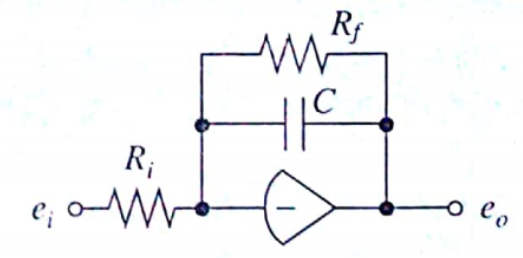 R_f
C
R_i
e_i − e_o